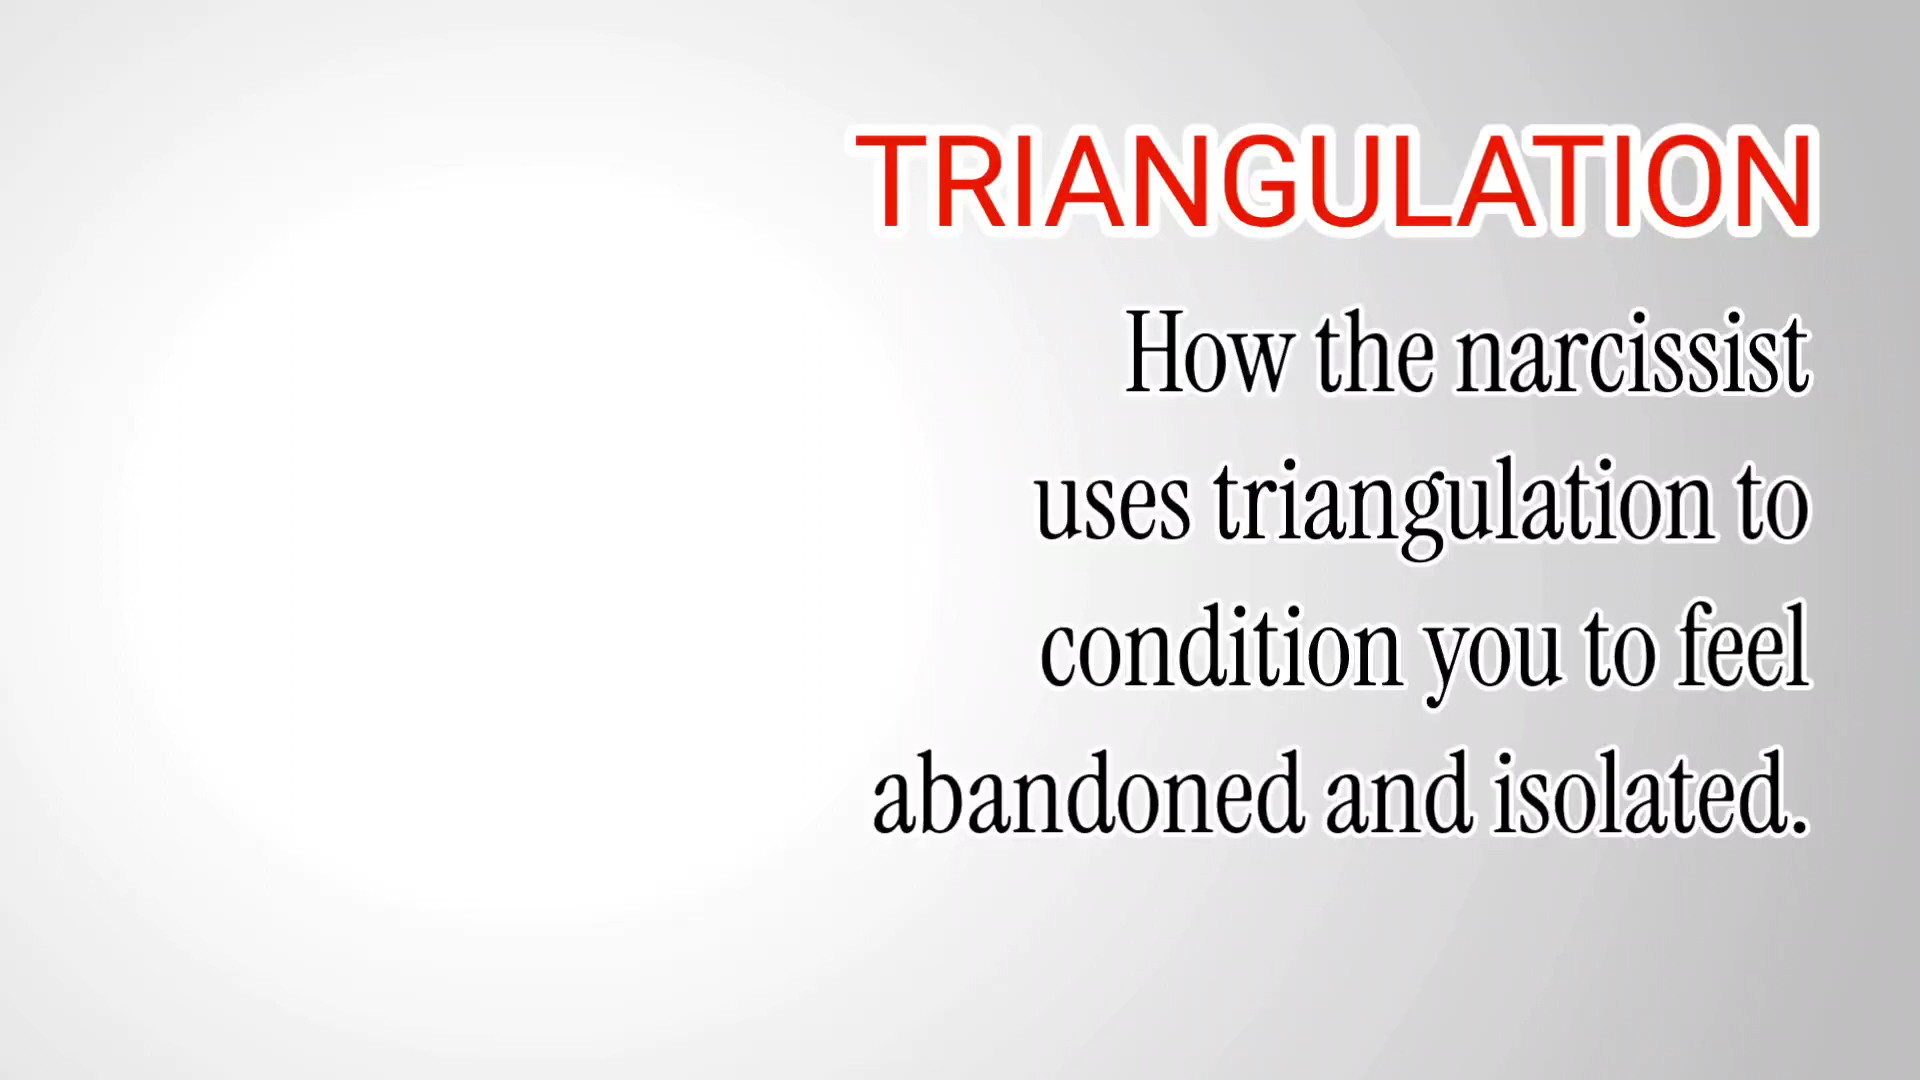 TRIANGULATION
How the narcissist
uses triangulation to
condition you to feel
abandoned and isolated.